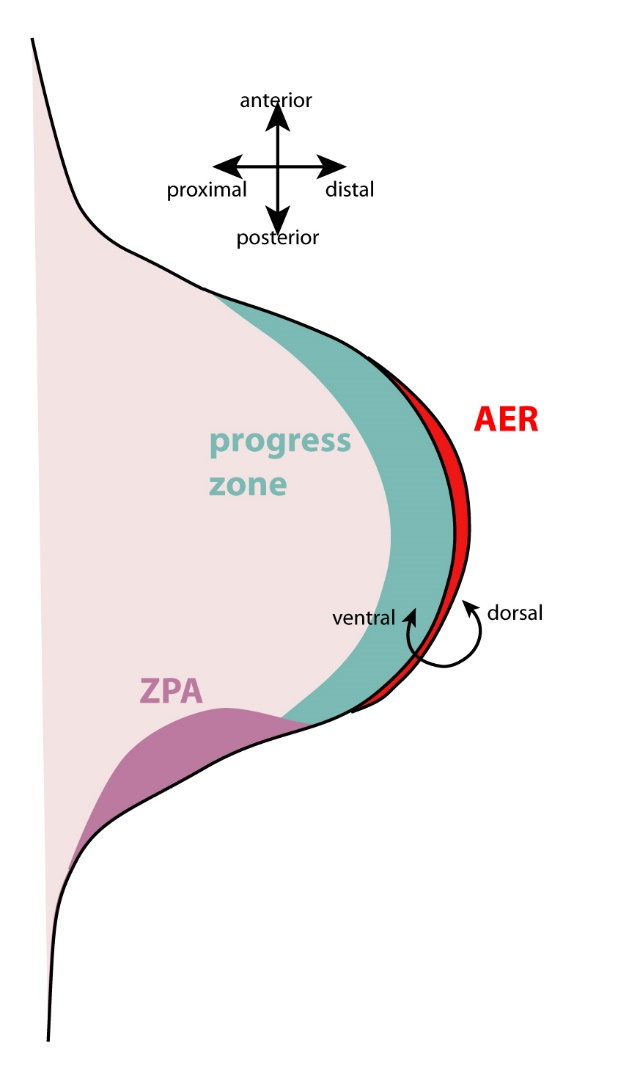 anterior
proximal
distal
posterior
AER
progress
zone
ventral
dorsal
ZPA